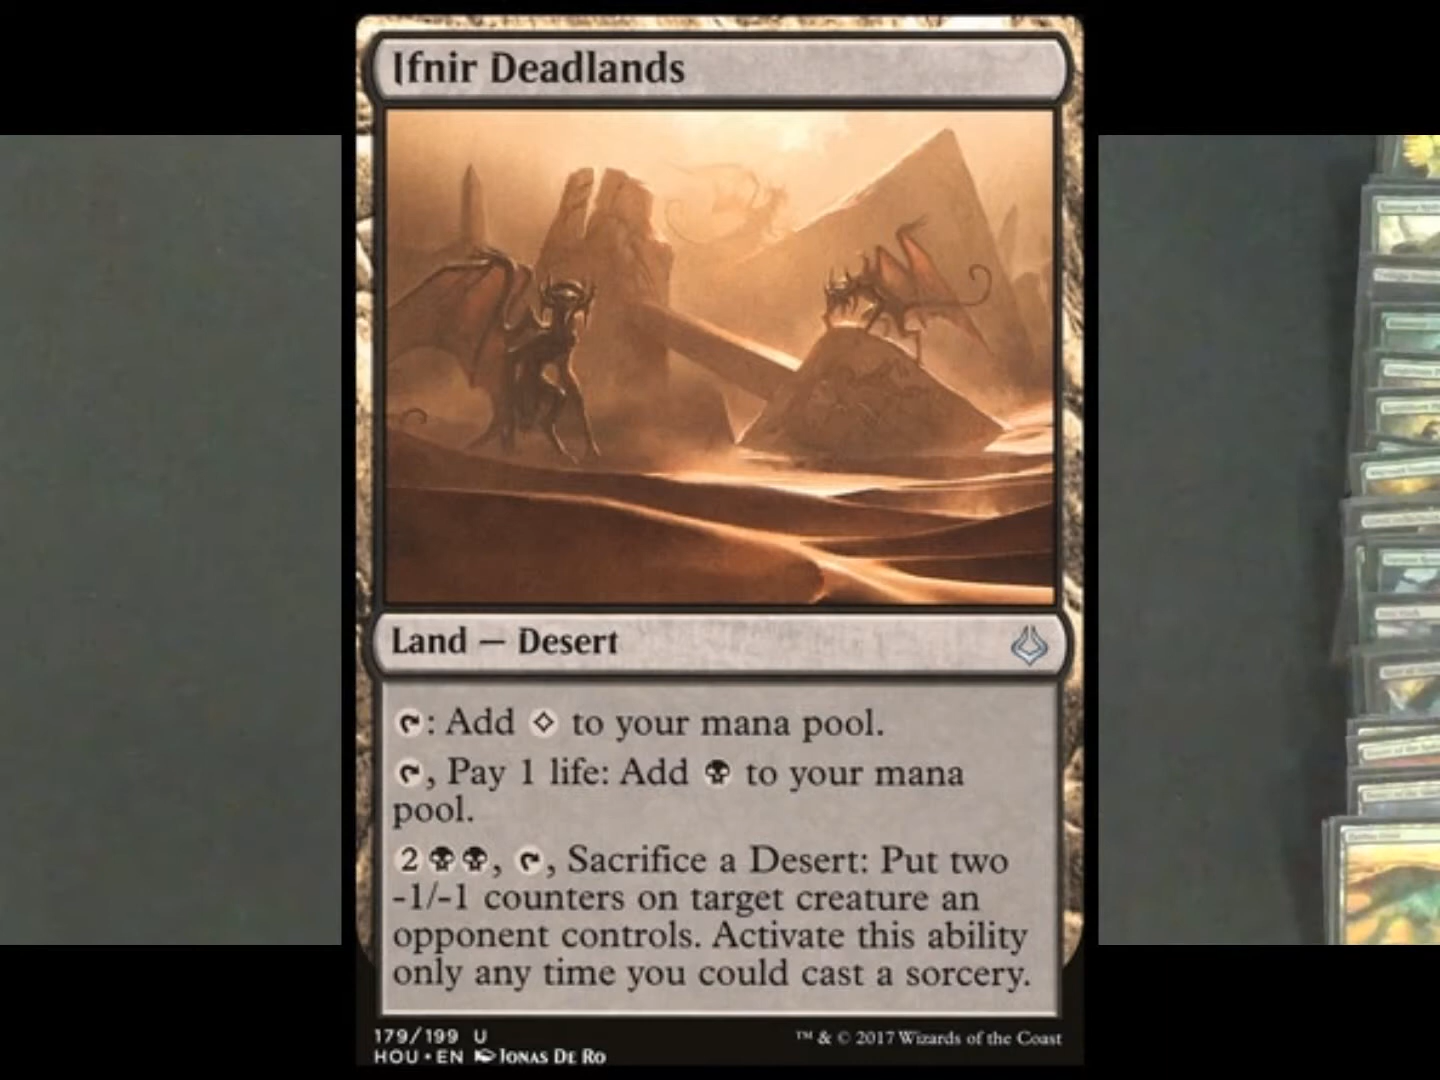 Ifnir Deadlands
Land — Desert
: Add to your mana pool.
, Pay 1 life: Add to your mana
pool.
2, , Sacrifice a Desert: Put two
-1/-1 counters on target creature an
opponent controls. Activate this ability
only any time you could cast a sorcery.
179/199 U
™ & © 2017 Wizards of the Coast
HOU • EN Jonas De Ro